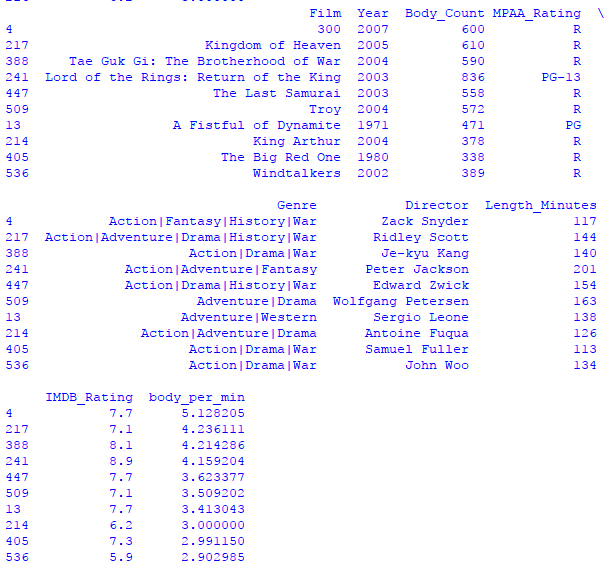 Film Year Body_Count MPAA_Rating \
4 300 2007 600 R
217 Kingdom of Heaven 2005 610 R
388 Tae Guk Gi: The Brotherhood of War 2004 590 R
241 Lord of the Rings: Return of the King 2003 836 PG-13
447 The Last Samurai 2003 558 R
509 Troy 2004 572 R
13 A Fistful of Dynamite 1971 471 PG
214 King Arthur 2004 378 R
405 The Big Red One 1980 338 R
536 Windtalkers 2002 389 R
Genre Director Length_Minutes
4 Action|Fantasy|History|War Zack Snyder 117
217 Action|Adventure|Drama|History|War Ridley Scott 144
388 Action|Drama|War Je-kyu Kang 140
241 Action|Adventure|Fantasy Peter Jackson 201
447 Action|Drama|History|War Edward Zwick 154
509 Adventure|Drama Wolfgang Petersen 163
13 Adventure|Western Sergio Leone 138
214 Action|Adventure|Drama Antoine Fuqua 126
405 Action|Drama|War Samuel Fuller 113
536 Action|Drama|War John Woo 134
IMDB_Rating body_per_min
4 7.7 5.128205
217 7.1 4.236111
388 8.1 4.214286
241 8.9 4.159204
447 7.7 3.623377
509 7.1 3.509202
13 7.7 3.413043
214 6.2 3.000000
405 7.3 2.991150
536 5.9 2.902985